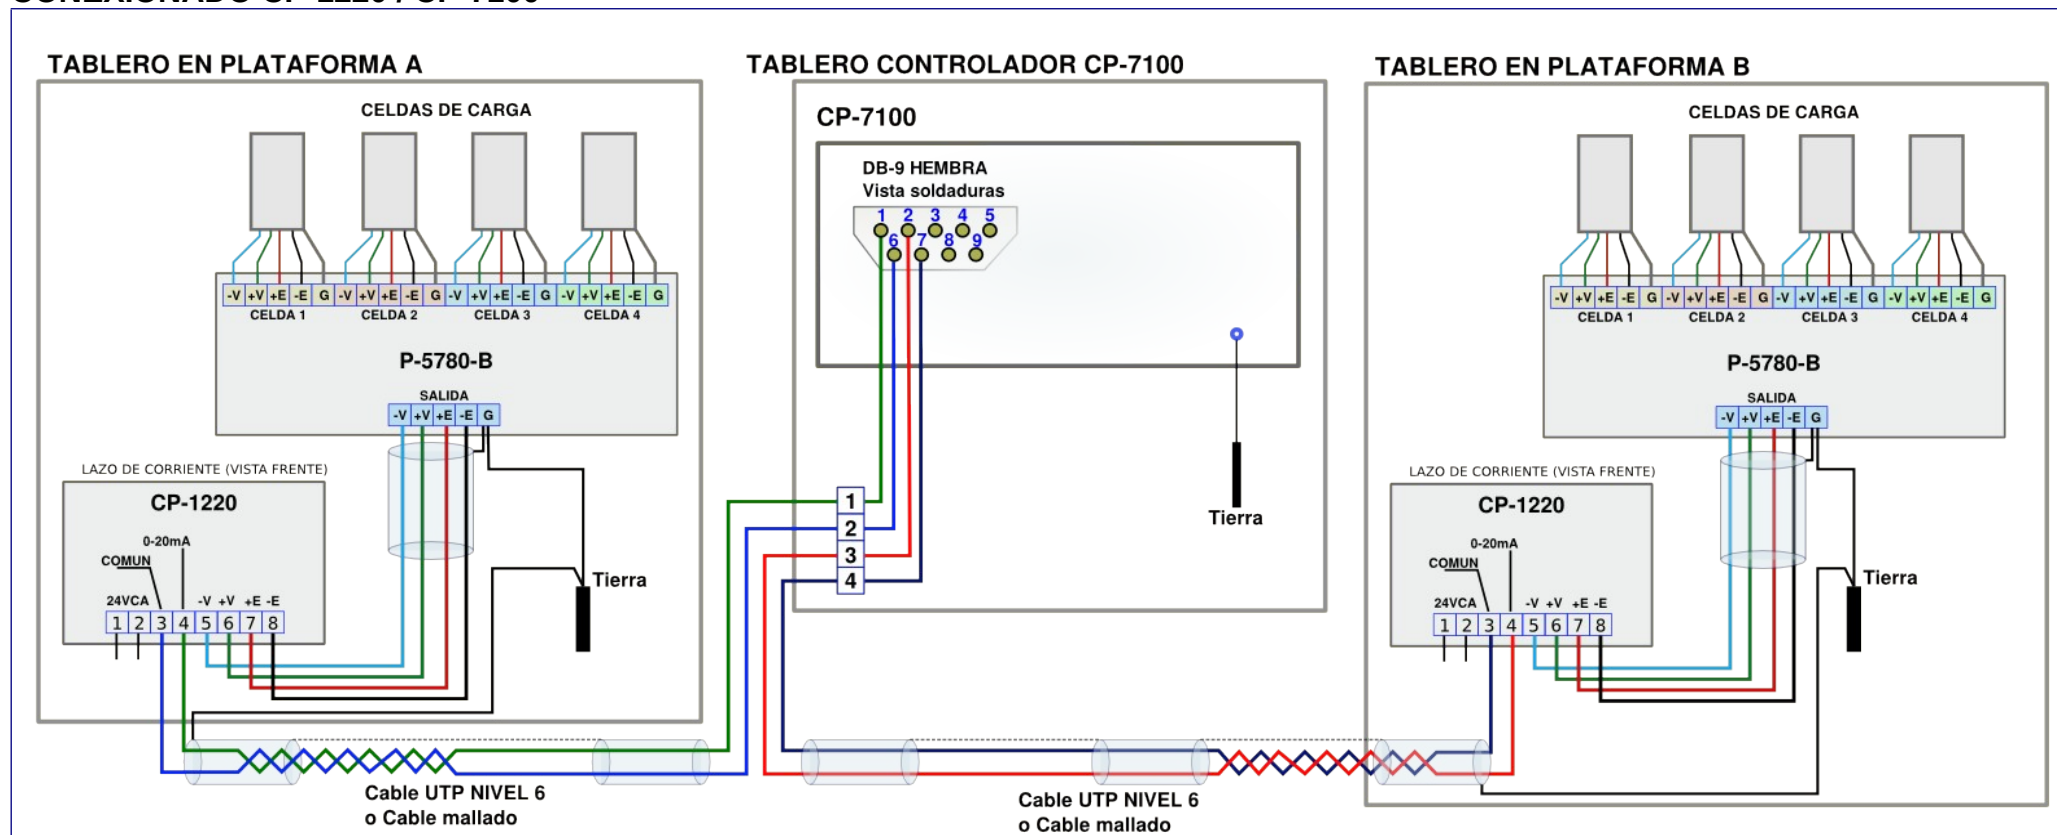 CONEXIONADO CP-1220 / CP-7100
TABLERO EN PLATAFORMA A
CELDAS DE CARGA
-V +V +E -E G -V +V +E -E G -V +V +E -E G -V +V +E -E G
CELDA 1 CELDA 2 CELDA 3 CELDA 4
P-5780-B
SALIDA
-V +V +E -E G
LAZO DE CORRIENTE (VISTA FRENTE)
CP-1220
0-20mA
COMUN
24VCA -V +V +E -E
1 2 3 4 5 6 7 8
Tierra
Cable UTP NIVEL 6
o Cable mallado
TABLERO CONTROLADOR CP-7100
CP-7100
DB-9 HEMBRA
Vista soldaduras
1 2 3 4 5
6 7 8 9
Tierra
1
2
3
4
Cable UTP NIVEL 6
o Cable mallado
TABLERO EN PLATAFORMA B
CELDAS DE CARGA
-V +V +E -E G -V +V +E -E G -V +V +E -E G -V +V +E -E G
CELDA 1 CELDA 2 CELDA 3 CELDA 4
P-5780-B
SALIDA
-V +V +E -E G
LAZO DE CORRIENTE (VISTA FRENTE)
CP-1220
0-20mA
COMUN
24VCA -V +V +E -E
1 2 3 4 5 6 7 8
Tierra